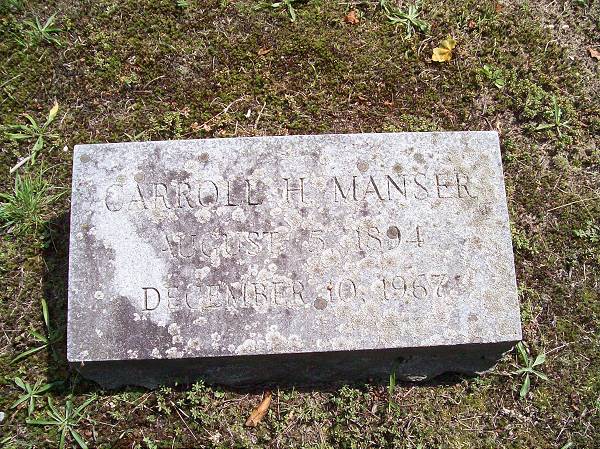 CARROLL H. MANSER
AUGUST 5, 1894
DECEMBER 10, 1967